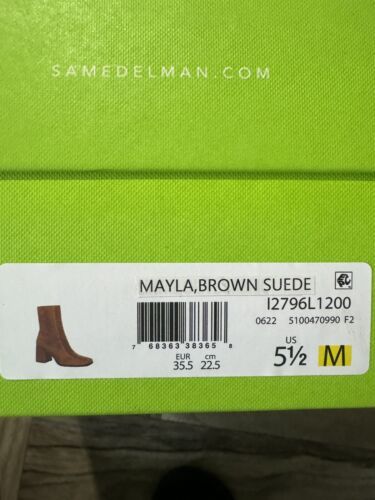 SAMEDELMAN.COM
MAYLA,BROWN SUEDE
I2796L1200
0622 5100470990 F2
7 68363 38365 8
EUR cm US
35.5 22.5 5½ M